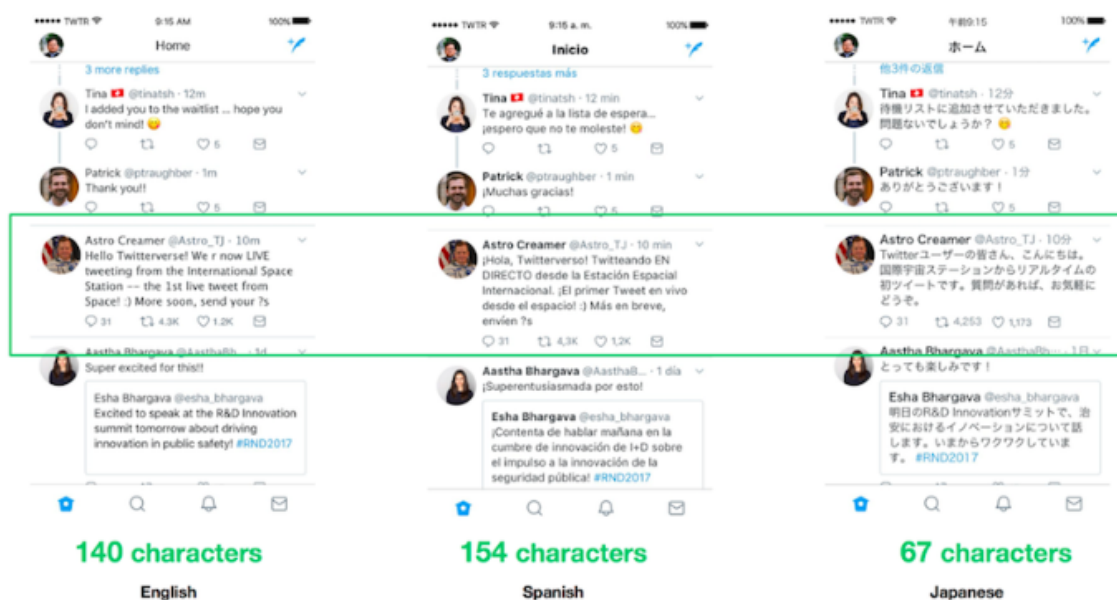 TWTR
9:15 AM
100%
Home
3 more replies
Tina 🇨🇭 @tinatsh · 12m
I added you to the waitlist ... hope you
don't mind! 😋
5
Patrick @ptraughber · 1m
Thank you!!
5
Astro Creamer @Astro_TJ · 10m
Hello Twitterverse! We r now LIVE
tweeting from the International Space
Station -- the 1st live tweet from
Space! :) More soon, send your ?s
31 4.3K 1.2K
Aastha Bhargava @AasthaBh... · 1d
Super excited for this!!
Esha Bhargava @esha_bhargava
Excited to speak at the R&D Innovation
summit tomorrow about driving
innovation in public safety! #RND2017
140 characters
English
TWTR
9:15 a. m.
100%
Inicio
3 respuestas más
Tina 🇨🇭 @tinatsh · 12 min
Te agregué a la lista de espera...
¡espero que no te moleste! 😋
5
Patrick @ptraughber · 1 min
¡Muchas gracias!
5
Astro Creamer @Astro_TJ · 10 min
¡Hola, Twitterverso! Twitteando EN
DIRECTO desde la Estación Espacial
Internacional. ¡El primer Tweet en vivo
desde el espacio! :) Más en breve,
envíen ?s
31 4,3K 1,2K
Aastha Bhargava @AasthaB... · 1 día
¡Superentusiasmada por esto!
Esha Bhargava @esha_bhargava
¡Contenta de hablar mañana en la
cumbre de innovación de I+D sobre
el impulso a la innovación de la
seguridad pública! #RND2017
154 characters
Spanish
TWTR
午前9:15
100%
ホーム
他3件の返信
Tina 🇨🇭 @tinatsh · 12分
待機リストに追加させていただきました。
問題ないでしょうか？ 😋
5
Patrick @ptraughber · 1分
ありがとうございます！
5
Astro Creamer @Astro_TJ · 10分
Twitterユーザーの皆さん、こんにちは。
国際宇宙ステーションからリアルタイムの
初ツイートです。質問があれば、お気軽に
どうぞ。
31 4,253 1,173
Aastha Bhargava @AasthaBh... · 1日
とっても楽しみです！
Esha Bhargava @esha_bhargava
明日のR&D Innovationサミットで、治
安におけるイノベーションについて話
します。いまからワクワクしていま
す。 #RND2017
67 characters
Japanese